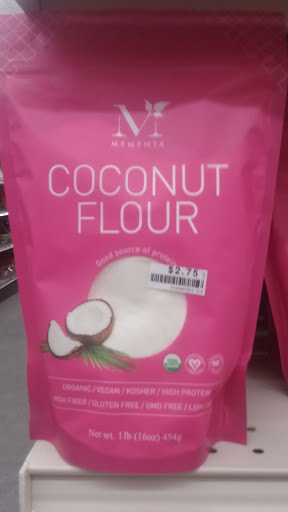 M
MEMENTA
COCONUT
FLOUR
Good source of protein
$2.75
ORGANIC / VEGAN / KOSHER / HIGH PROTEIN
HIGH FIBER / GLUTEN FREE / GMO FREE /
Net wt. 1lb (16oz) 454g